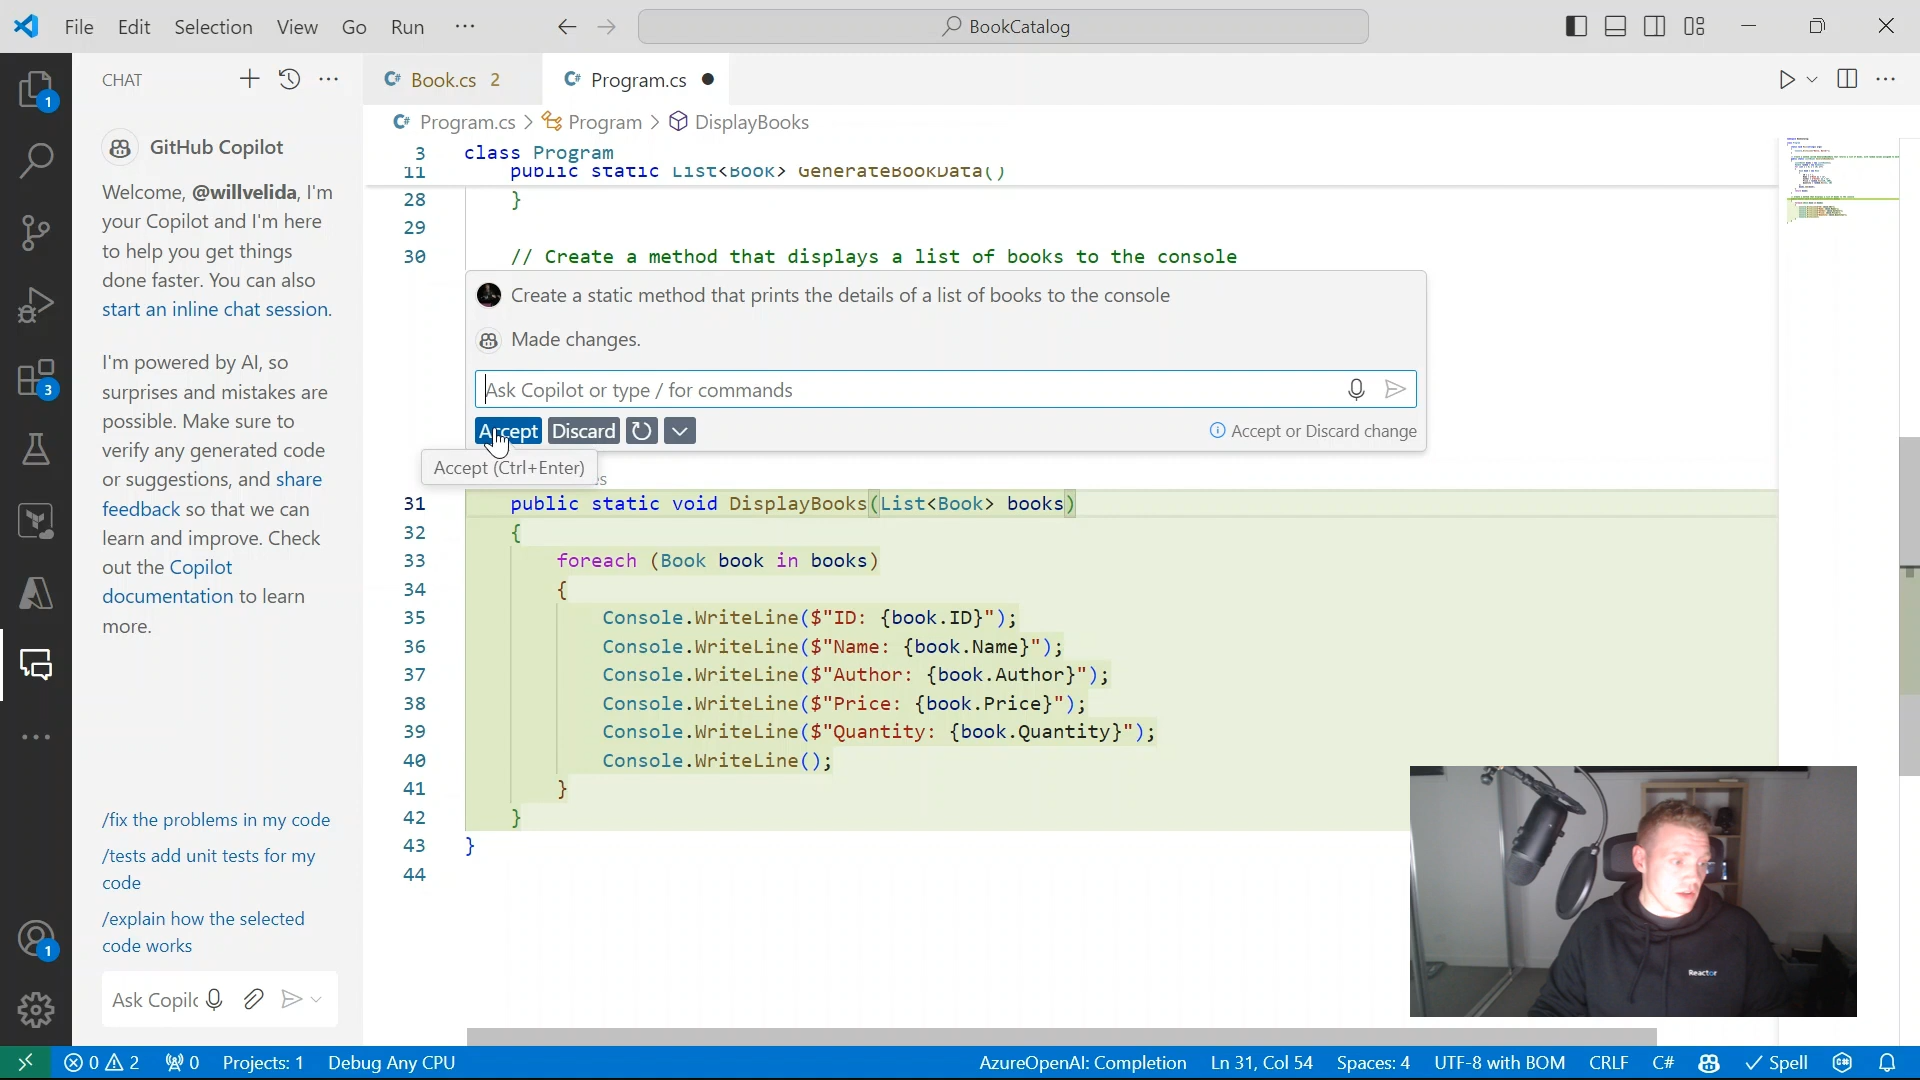 File Edit Selection View Go Run ··· BookCatalog
CHAT
Book.cs 2
Program.cs
1
Program.cs > Program > DisplayBooks
GitHub Copilot
Welcome, @willvelida, I'm
your Copilot and I'm here
to help you get things
done faster. You can also
start an inline chat session.
I'm powered by AI, so
surprises and mistakes are
possible. Make sure to
verify any generated code
or suggestions, and share
feedback so that we can
learn and improve. Check
out the Copilot
documentation to learn
more.
3
/fix the problems in my code
/tests add unit tests for my
code
/explain how the selected
code works
1
Ask Copilo
3 class Program
11 public static List<Book> GenerateBookData()
28 }
29
30 // Create a method that displays a list of books to the console
Create a static method that prints the details of a list of books to the console
Made changes.
Ask Copilot or type / for commands
Accept Discard
Accept or Discard change
Accept (Ctrl+Enter)
es
31 public static void DisplayBooks(List<Book> books)
32 {
33 foreach (Book book in books)
34 {
35 Console.WriteLine($"ID: {book.ID}");
36 Console.WriteLine($"Name: {book.Name}");
37 Console.WriteLine($"Author: {book.Author}");
38 Console.WriteLine($"Price: {book.Price}");
39 Console.WriteLine($"Quantity: {book.Quantity}");
40 Console.WriteLine();
41 }
42 }
43 }
44
Reactor
0 2 0 Projects: 1 Debug Any CPU AzureOpenAI: Completion Ln 31, Col 54 Spaces: 4 UTF-8 with BOM CRLF C# Spell